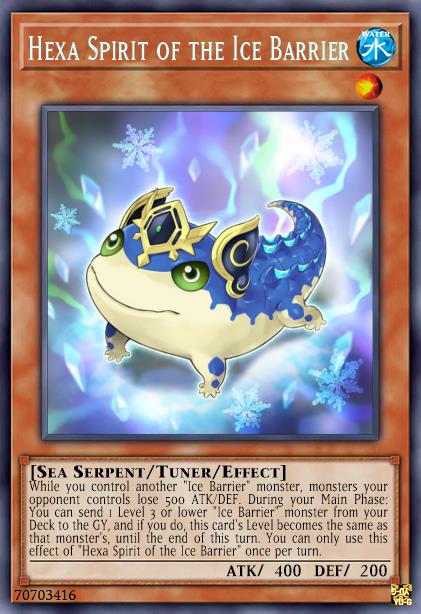 Hexa Spirit of the Ice Barrier
WATER
水
[Sea Serpent/Tuner/Effect]
While you control another "Ice Barrier" monster, monsters your
opponent controls lose 500 ATK/DEF. During your Main Phase:
You can send 1 Level 3 or lower "Ice Barrier" monster from your
Deck to the GY, and if you do, this card's Level becomes the same as
that monster's, until the end of this turn. You can only use this
effect of "Hexa Spirit of the Ice Barrier" once per turn.
ATK/ 400 DEF/ 200
70703416